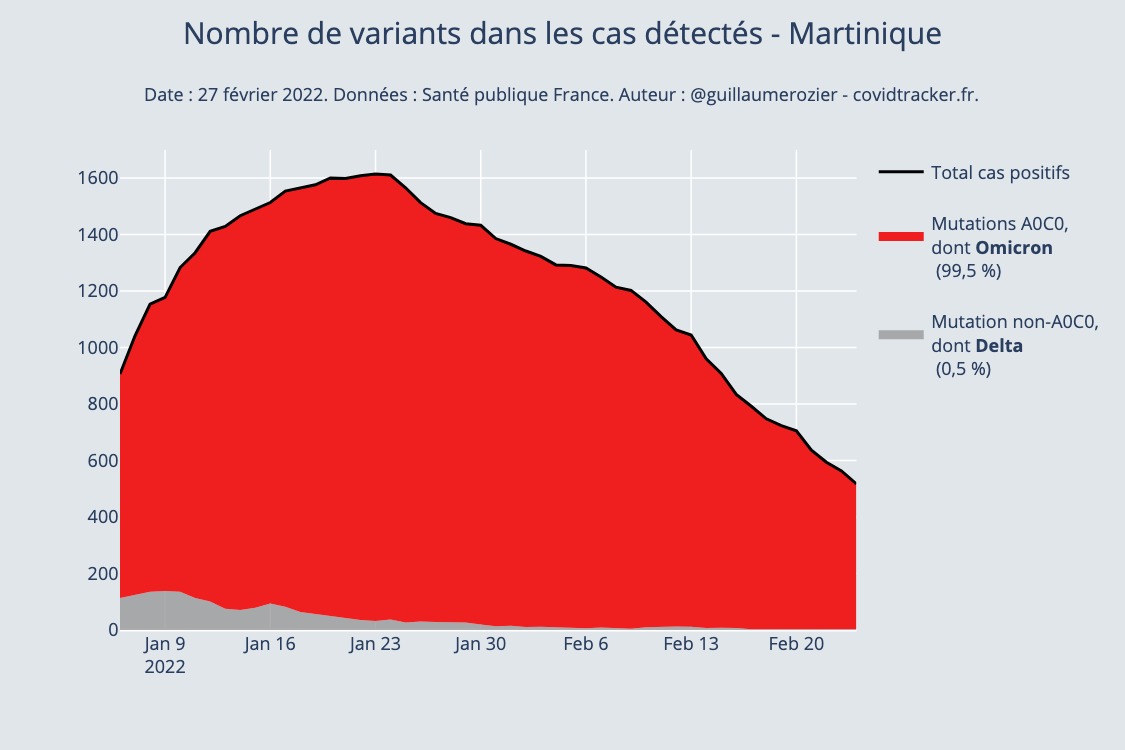 Nombre de variants dans les cas détectés - Martinique
Date : 27 février 2022. Données : Santé publique France. Auteur : @guillaumerozier - covidtracker.fr.
1600
1400
1200
1000
800
600
400
200
0
Jan 9
2022
Jan 16
Jan 23
Jan 30
Feb 6
Feb 13
Feb 20
Total cas positifs
Mutations A0C0,
dont Omicron
(99,5 %)
Mutation non-A0C0,
dont Delta
(0,5 %)